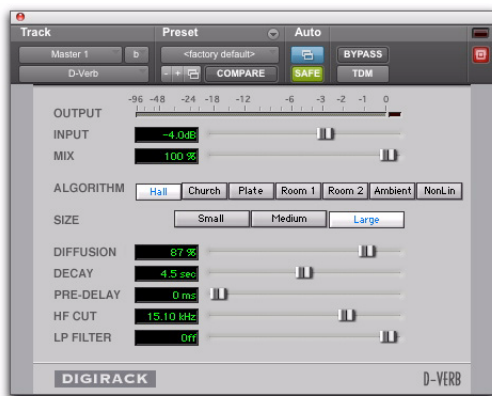 Track Preset Auto
Master 1 b <factory default> BYPASS
D-Verb - + COMPARE SAFE TDM
-96 -48 -24 -18 -12 -6 -3 -2 -1 0
OUTPUT
INPUT -4.0dB
MIX 100 %
ALGORITHM Hall Church Plate Room 1 Room 2 Ambient NonLin
SIZE Small Medium Large
DIFFUSION 87 %
DECAY 4.5 sec
PRE-DELAY 0 ms
HF CUT 15.10 kHz
LP FILTER Off
DIGIRACK D-VERB